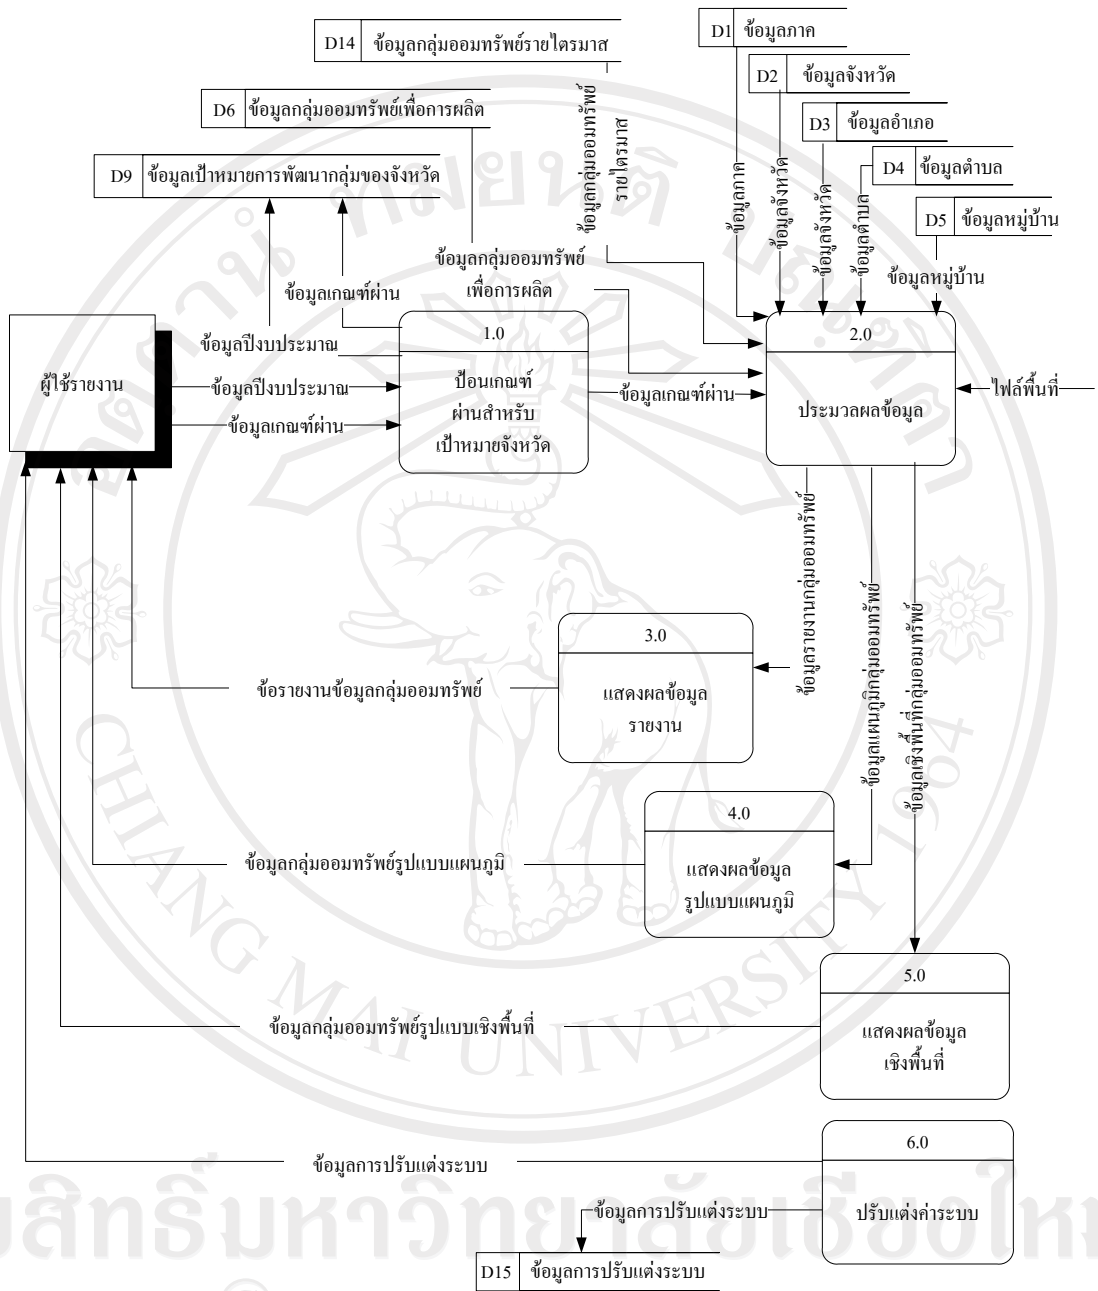 D14 ข้อมูลกลุ่มออมทรัพย์รายไตรมาส
D1 ข้อมูลภาค
D2 ข้อมูลจังหวัด
D6 ข้อมูลกลุ่มออมทรัพย์เพื่อการผลิต
D3 ข้อมูลอำเภอ
D9 ข้อมูลเป้าหมายการพัฒนากลุ่มของจังหวัด
D4 ข้อมูลตำบล
D5 ข้อมูลหมู่บ้าน
ข้อมูลกลุ่มออมทรัพย์
รายไตรมาส
ข้อมูลภาค
ข้อมูลจังหวัด
ข้อมูลจังหวัด
ข้อมูลตำบล
ข้อมูลหมู่บ้าน
ข้อมูลกลุ่มออมทรัพย์
เพื่อการผลิต
ข้อมูลเกณฑ์ผ่าน
ข้อมูลปีงบประมาณ
ผู้ใช้รายงาน
ข้อมูลปีงบประมาณ
ข้อมูลเกณฑ์ผ่าน
1.0
ป้อนเกณฑ์
ผ่านสำหรับ
เป้าหมายจังหวัด
ข้อมูลเกณฑ์ผ่าน
2.0
ประมวลผลข้อมูล
ไฟล์พื้นที่
ข้อมูลรายงานกลุ่มออมทรัพย์
ข้อมูลแผนภูมิกลุ่มออมทรัพย์
ข้อมูลเชิงพื้นที่กลุ่มออมทรัพย์
3.0
แสดงผลข้อมูล
รายงาน
ข้อรายงานข้อมูลกลุ่มออมทรัพย์
4.0
แสดงผลข้อมูล
รูปแบบแผนภูมิ
ข้อมูลกลุ่มออมทรัพย์รูปแบบแผนภูมิ
5.0
แสดงผลข้อมูล
เชิงพื้นที่
ข้อมูลกลุ่มออมทรัพย์รูปแบบเชิงพื้นที่
6.0
ปรับแต่งค่าระบบ
ข้อมูลการปรับแต่งระบบ
ข้อมูลการปรับแต่งระบบ
D15 ข้อมูลการปรับแต่งระบบ
CHIANG MAI UNIVERSITY 1964
สิทธิ์มหาวิทยาลัยเชียงใหม